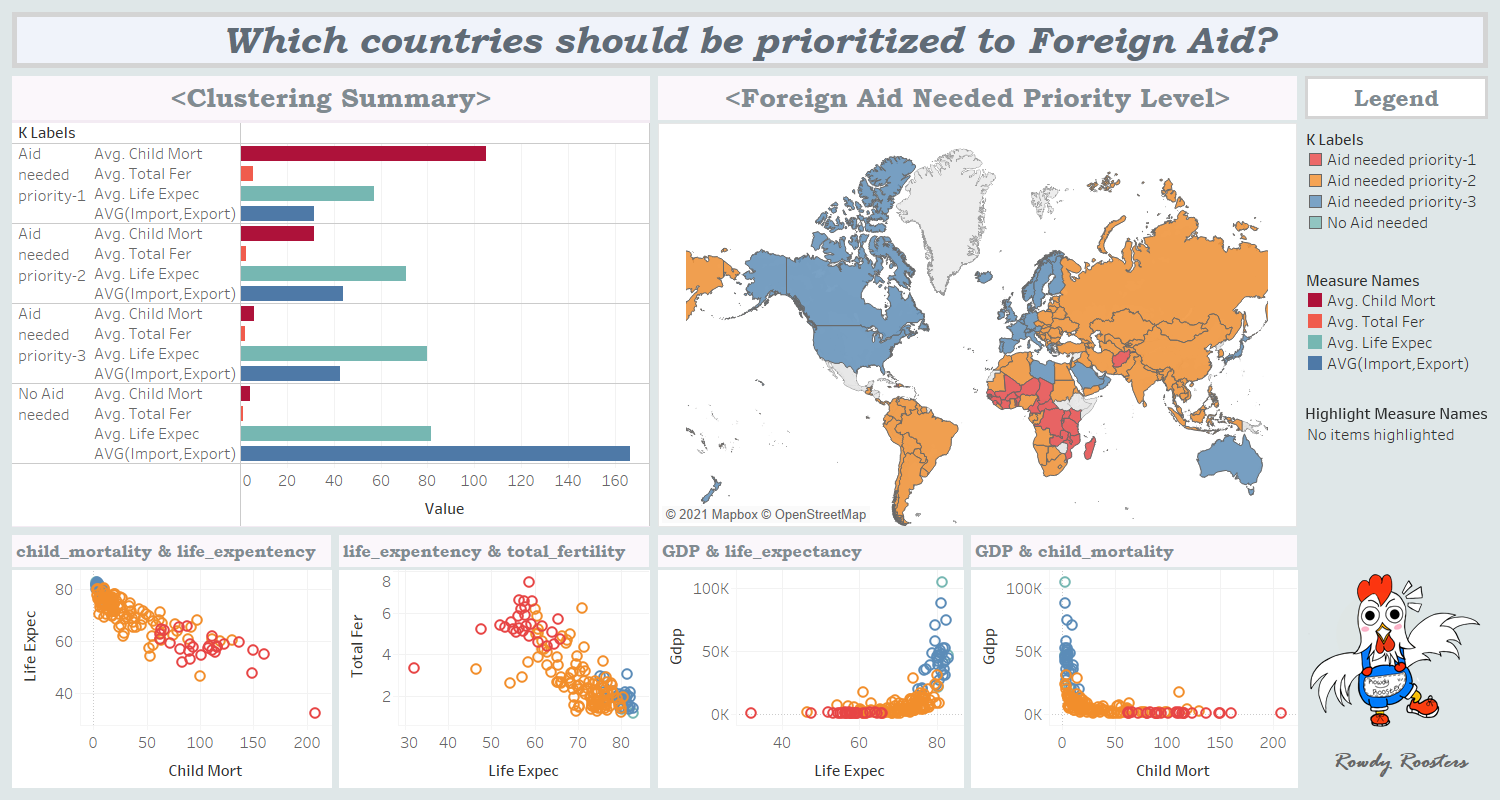 Which countries should be prioritized to Foreign Aid?
<Clustering Summary>
K Labels
Aid needed priority-1
Avg. Child Mort
Avg. Total Fer
Avg. Life Expec
AVG(Import,Export)
Aid needed priority-2
Avg. Child Mort
Avg. Total Fer
Avg. Life Expec
AVG(Import,Export)
Aid needed priority-3
Avg. Child Mort
Avg. Total Fer
Avg. Life Expec
AVG(Import,Export)
No Aid needed
Avg. Child Mort
Avg. Total Fer
Avg. Life Expec
AVG(Import,Export)
0 20 40 60 80 100 120 140 160
Value
<Foreign Aid Needed Priority Level>
© 2021 Mapbox © OpenStreetMap
Legend
K Labels
Aid needed priority-1
Aid needed priority-2
Aid needed priority-3
No Aid needed
Measure Names
Avg. Child Mort
Avg. Total Fer
Avg. Life Expec
AVG(Import,Export)
Highlight Measure Names
No items highlighted
child_mortality & life_expentency
Life Expec
80
60
40
0 50 100 150 200
Child Mort
life_expentency & total_fertility
Total Fer
8
6
4
2
30 40 50 60 70 80
Life Expec
GDP & life_expectancy
Gdpp
100K
50K
0K
40 60 80
Life Expec
GDP & child_mortality
Gdpp
100K
50K
0K
0 50 100 150 200
Child Mort
Rowdy
Rooster
Rowdy Roosters